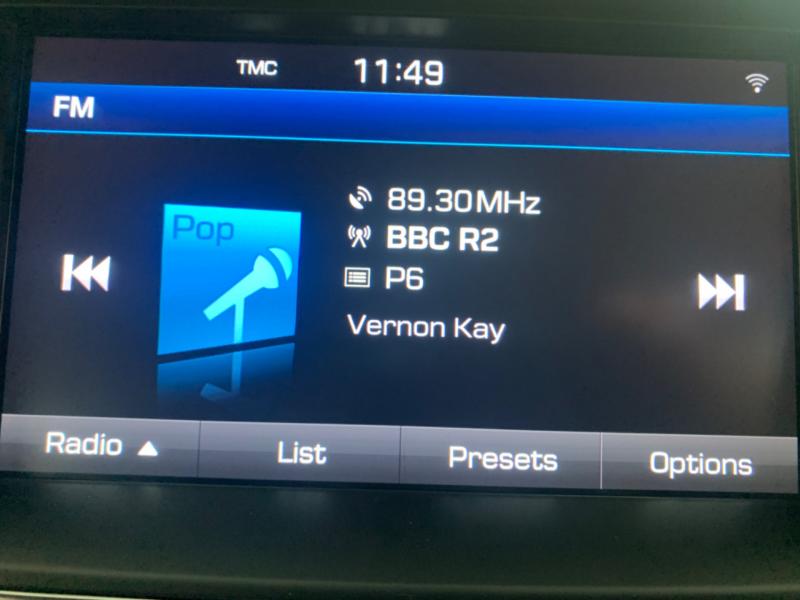 TMC 11:49
FM
Pop
89.30MHz
BBC R2
P6
Vernon Kay
Radio List Presets Options